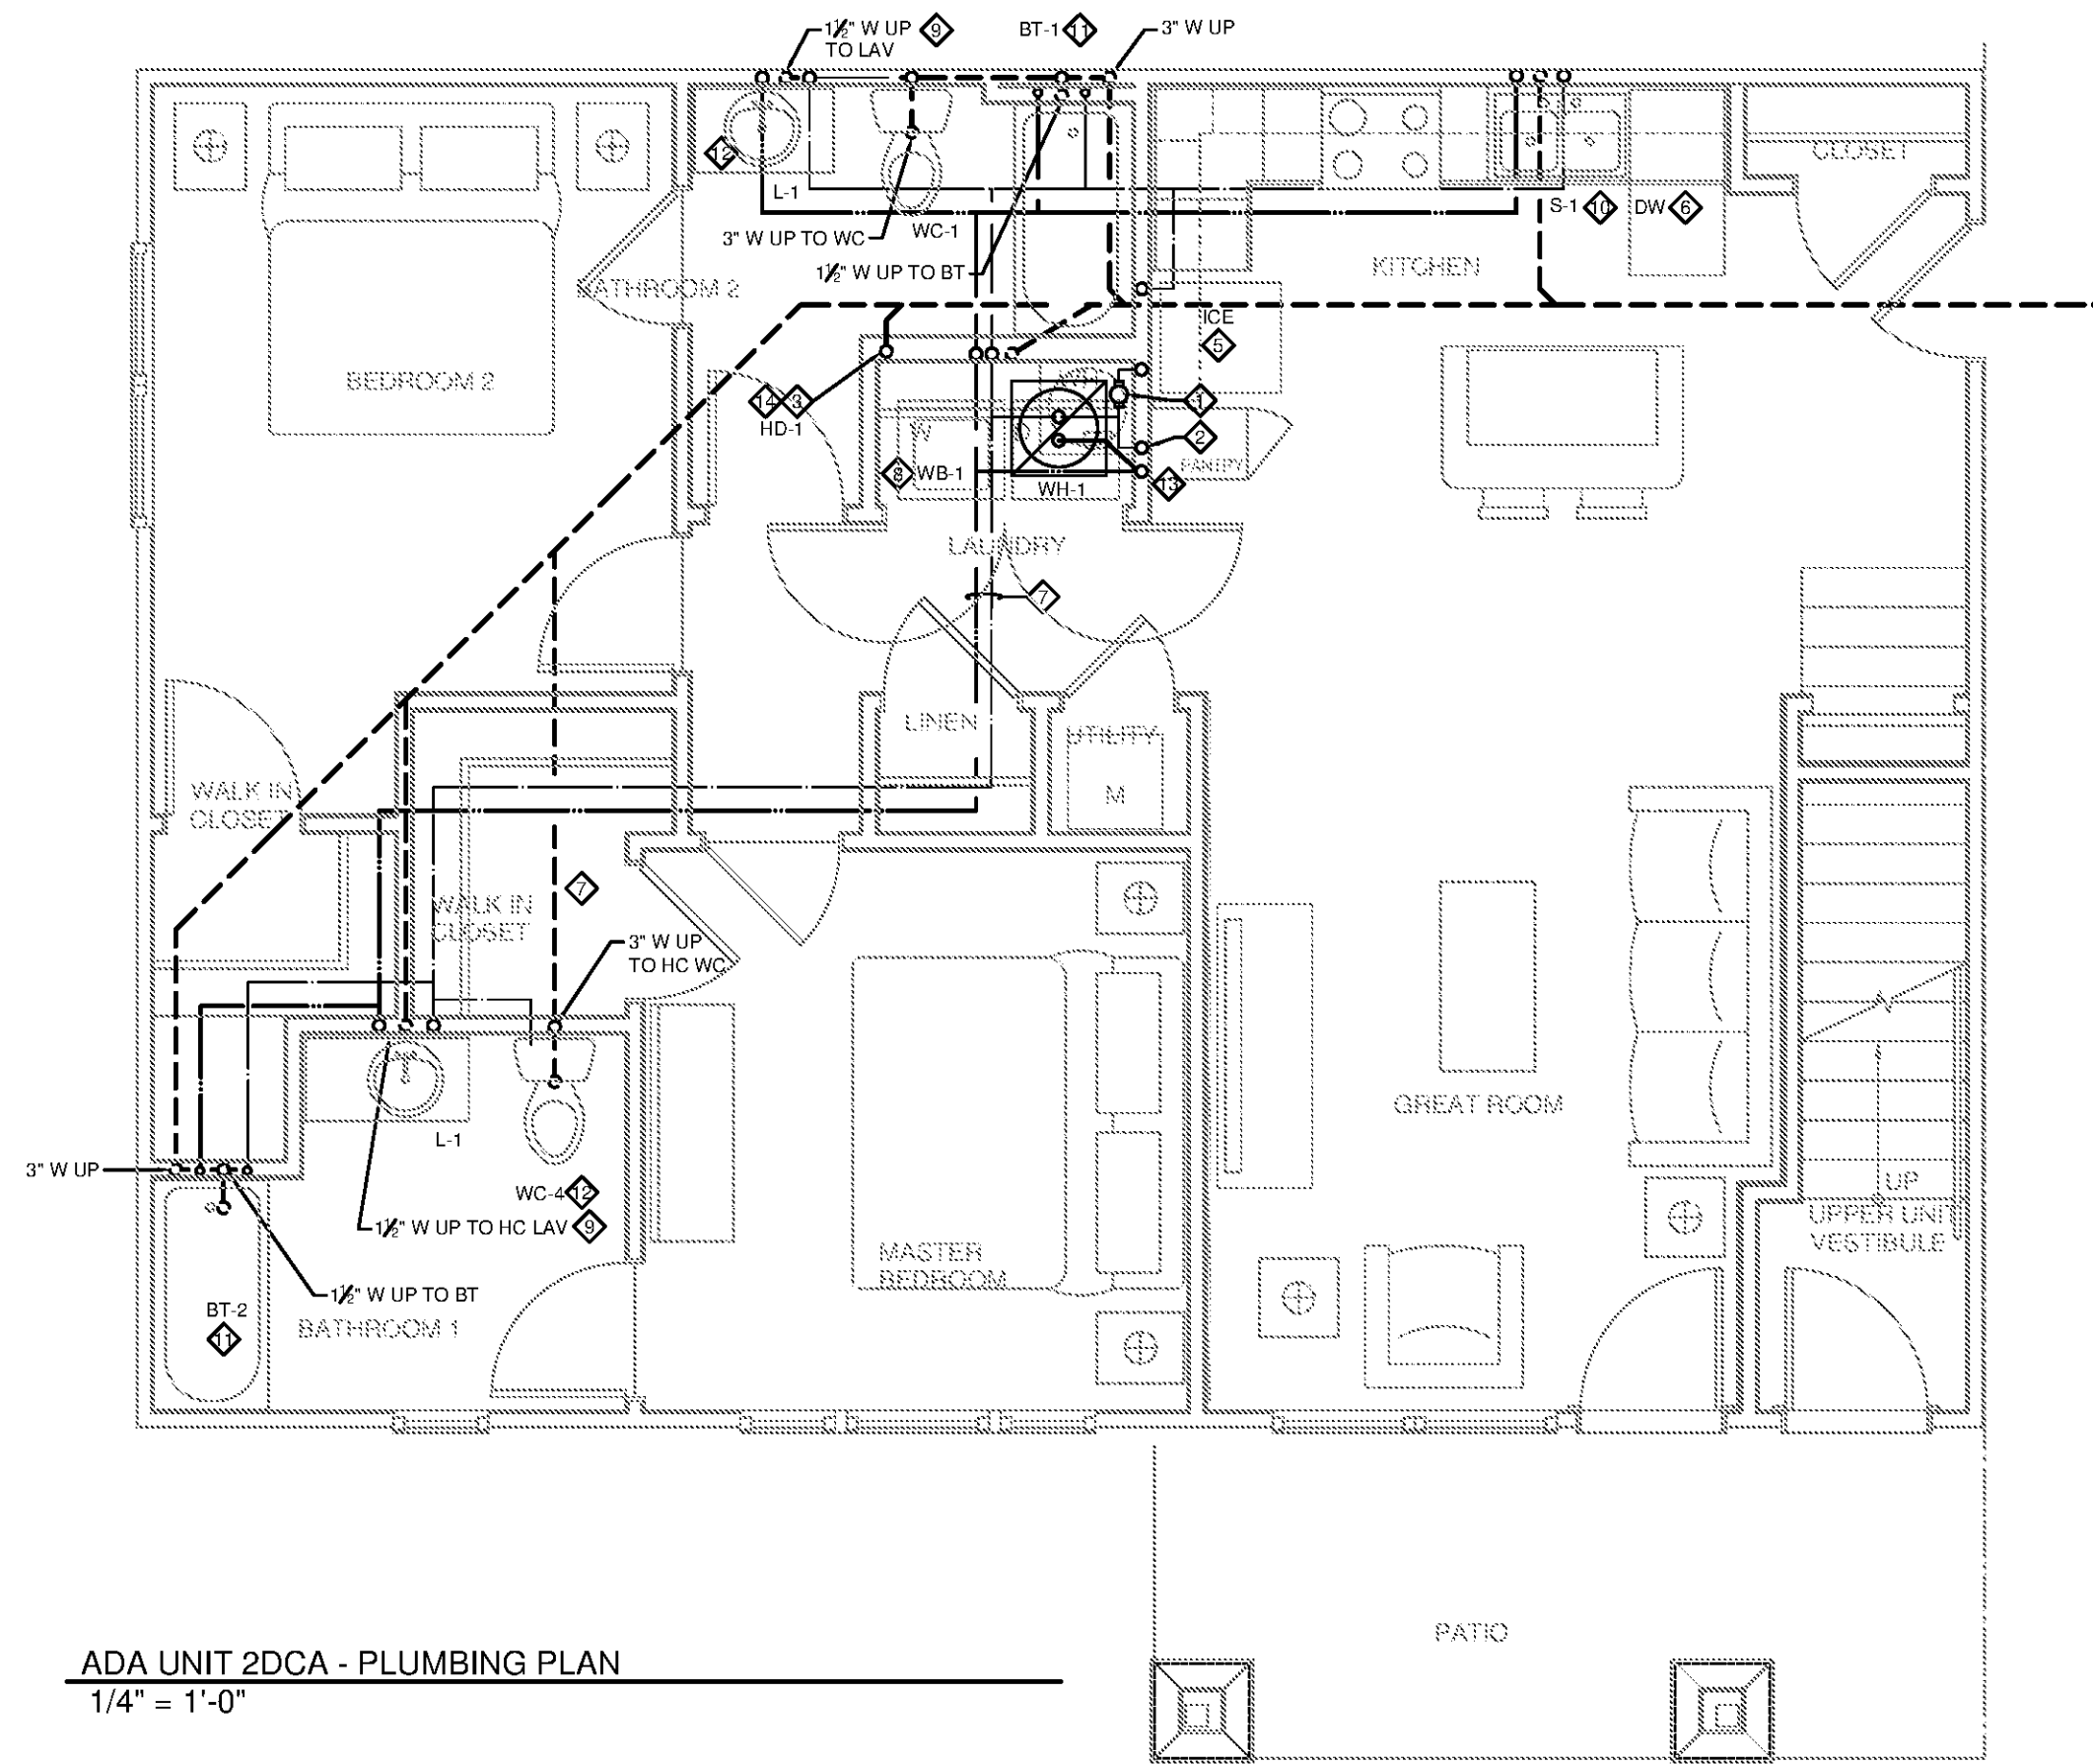 1½" W UP 9
TO LAV
BT-1 11
3" W UP
12
L-1
CLOSET
3" W UP TO WC
WC-1
S-1 10 DW 6
1½" W UP TO BT
KITCHEN
BATHROOM 2
ICE
5
BEDROOM 2
14 3
HD-1
1
2
W
8 WB-1
PANTRY
WH-1
13
LAUNDRY
7
LINEN
UTILITY
WALK IN
CLOSET
M
7
WALK IN
CLOSET
3" W UP
TO HC WC
GREAT ROOM
L-1
3" W UP
WC-4 12
UP
1½" W UP TO HC LAV 9
UPPER UNIT
VESTIBULE
MASTER
BEDROOM
1½" W UP TO BT
BT-2
11
BATHROOM 1
PATIO
ADA UNIT 2DCA - PLUMBING PLAN
1/4" = 1'-0"